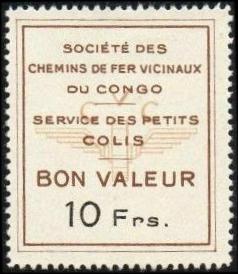 SOCIÉTÉ DES
CHEMINS DE FER VICINAUX
DU CONGO
SERVICE DES PETITS
COLIS
BON VALEUR
10 Frs.